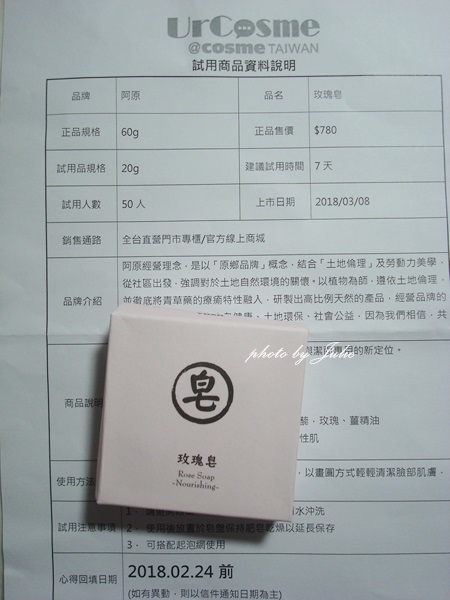 UrCosme
@cosme TAIWAN
試用商品資料說明
品牌 阿原 品名 玫瑰皂
正品規格 60g 正品售價 $780
試用品規格 20g 建議試用時間 7 天
試用人數 50 人 上市日期 2018/03/08
銷售通路 全台直營門市專櫃/官方線上商城
阿原經營理念，是以「原鄉品牌」概念，結合「土地倫理」及勞動力美學，
從社區出發，強調對於土地自然環境的關懷。以植物為師，遵依土地倫理，
品牌介紹 並徹底將青草藥的療癒特性融入，研製出高比例天然的產品，經營品牌的
健康、土地環保、社會公益，因為我們相信，共
的新定位。
photo by Julie
商品說明
玫瑰、薑精油
性肌
皂
玫瑰皂
Rose Soap
-Nourishing-
使用方法 ，以畫圈方式輕輕清潔臉部肌膚，
水沖洗
試用注意事項 2、 使用後放置於皂盤保持肥皂乾燥以延長保存
3、 可搭配起泡網使用
心得回填日期 2018.02.24 前
(如有異動，則以信件通知日期為主)